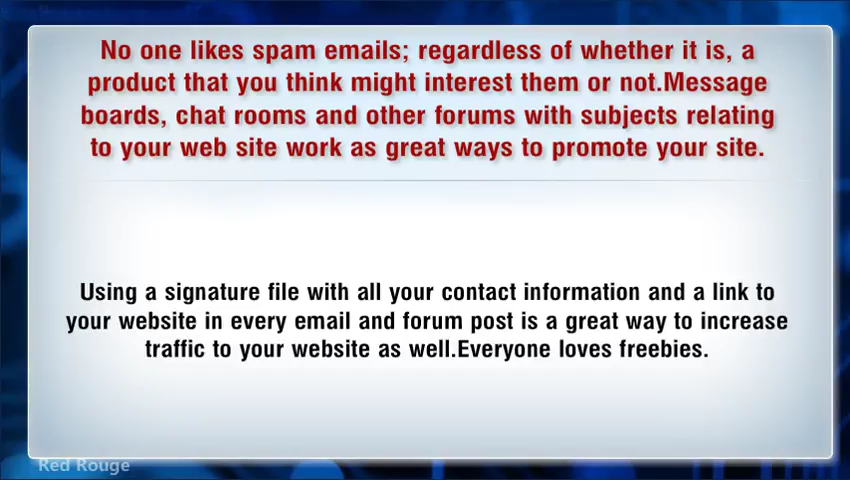 No one likes spam emails; regardless of whether it is, a
product that you think might interest them or not.Message
boards, chat rooms and other forums with subjects relating
to your web site work as great ways to promote your site.
Using a signature file with all your contact information and a link to
your website in every email and forum post is a great way to increase
traffic to your website as well.Everyone loves freebies.
Red Rouge